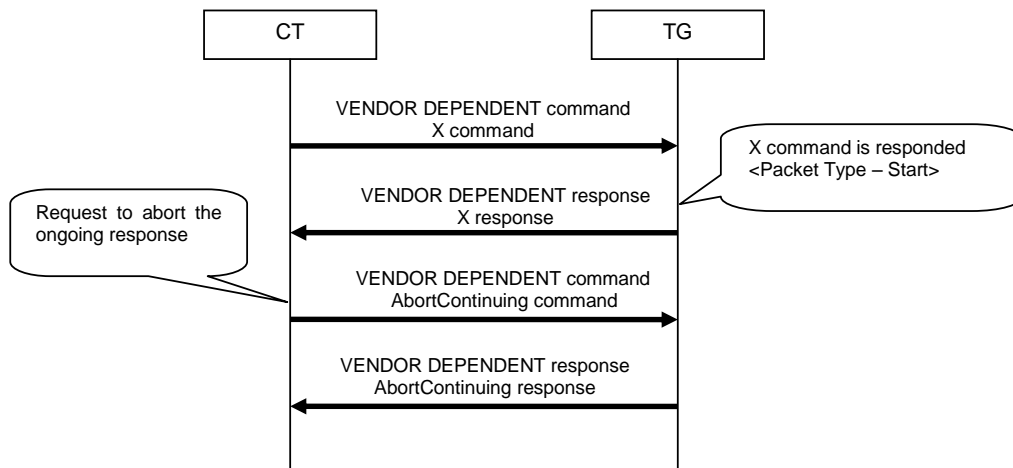 CT
TG
VENDOR DEPENDENT command
X command
X command is responded
<Packet Type – Start>
VENDOR DEPENDENT response
X response
Request to abort the
ongoing response
VENDOR DEPENDENT command
AbortContinuing command
VENDOR DEPENDENT response
AbortContinuing response